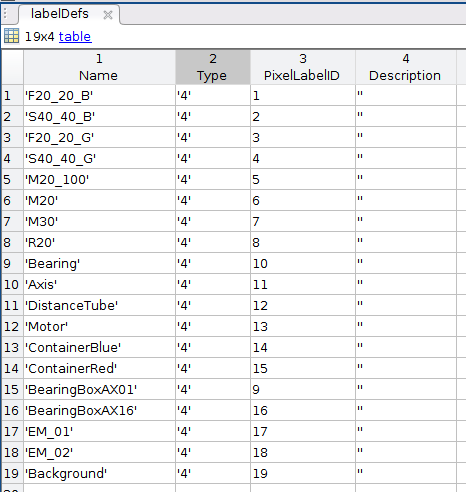 labelDefs
19x4 table
1 2 3 4
Name Type PixelLabelID Description
1 'F20_20_B' '4' 1 ''
2 'S40_40_B' '4' 2 ''
3 'F20_20_G' '4' 3 ''
4 'S40_40_G' '4' 4 ''
5 'M20_100' '4' 5 ''
6 'M20' '4' 6 ''
7 'M30' '4' 7 ''
8 'R20' '4' 8 ''
9 'Bearing' '4' 10 ''
10 'Axis' '4' 11 ''
11 'DistanceTube' '4' 12 ''
12 'Motor' '4' 13 ''
13 'ContainerBlue' '4' 14 ''
14 'ContainerRed' '4' 15 ''
15 'BearingBoxAX01' '4' 9 ''
16 'BearingBoxAX16' '4' 16 ''
17 'EM_01' '4' 17 ''
18 'EM_02' '4' 18 ''
19 'Background' '4' 19 ''